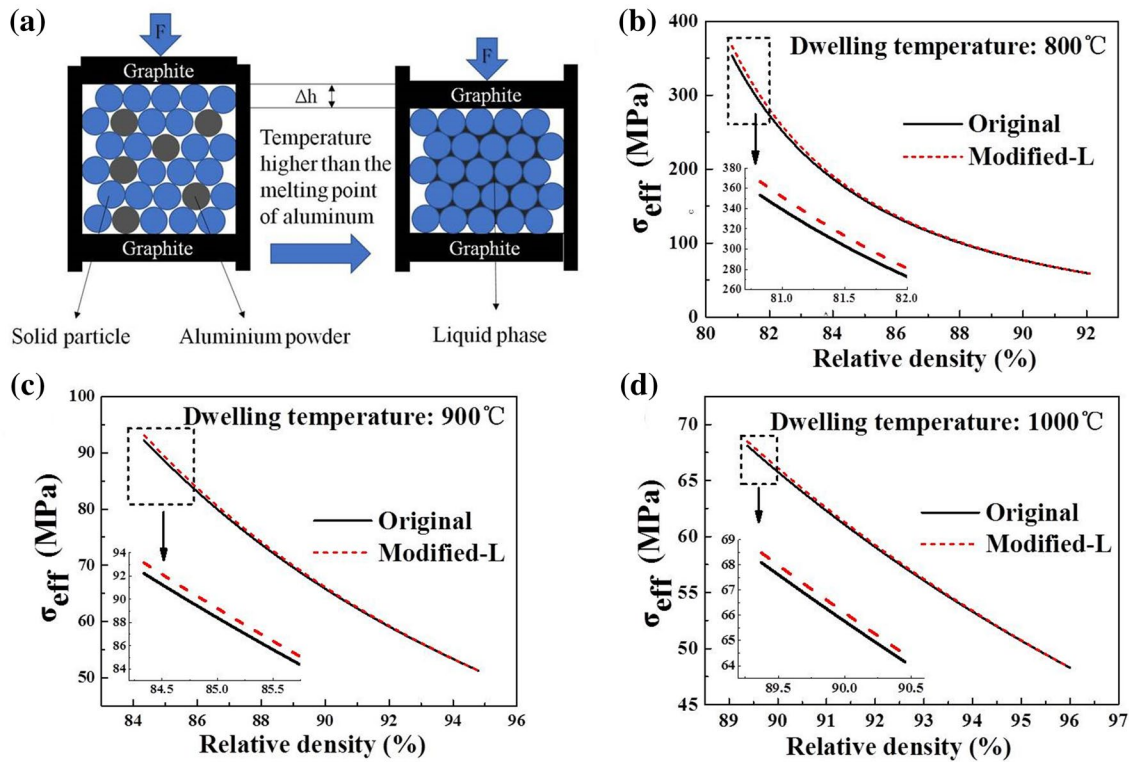 (a)
F
F
Graphite
Graphite
Δh
Temperature
higher than the
melting point
of aluminum
Graphite
Graphite
Solid particle
Aluminium powder
Liquid phase
(b)
Dwelling temperature: 800℃
Original
Modified-L
σeff (MPa)
400
300
200
100
0
380
360
340
320
300
280
260
81.0
81.5
82.0
80
82
84
86
88
90
92
Relative density (%)
(c)
Dwelling temperature: 900℃
Original
Modified-L
σeff (MPa)
100
90
80
70
60
50
94
92
90
88
86
84
84.5
85.0
85.5
84
86
88
90
92
94
96
Relative density (%)
(d)
Dwelling temperature: 1000℃
Original
Modified-L
σeff (MPa)
70
65
60
55
50
45
69
68
67
66
65
64
89.5
90.0
90.5
89
90
91
92
93
94
95
96
97
Relative density (%)